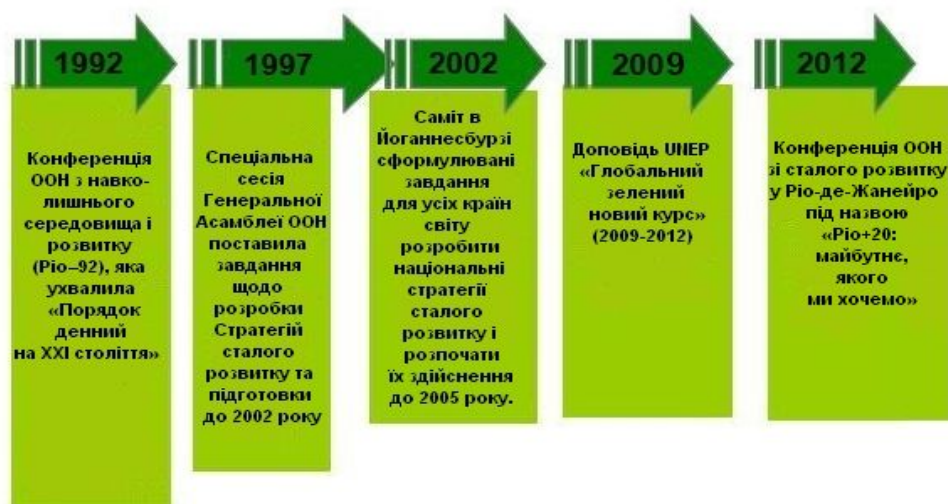 1992
Конференція
ООН з навко-
лишнього
середовища і
розвитку
(Ріо–92), яка
ухвалила
«Порядок
денний
на XXI століття»
1997
Спеціальна
сесія
Генеральної
Асамблеї ООН
поставила
завдання
щодо
розробки
Стратегій
сталого
розвитку та
підготовки
до 2002 року
2002
Саміт в
Йоганнесбурзі
сформулювані
завдання
для усіх країн
світу
розробити
національні
стратегії
сталого
розвитку і
розпочати
їх здійснення
до 2005 року.
2009
Доповідь UNEP
«Глобальний
зелений
новий курс»
(2009-2012)
2012
Конференція ООН
зі сталого розвитку
у Ріо-де-Жанейро
під назвою
«Ріо+20:
майбутнє,
якого
ми хочемо»